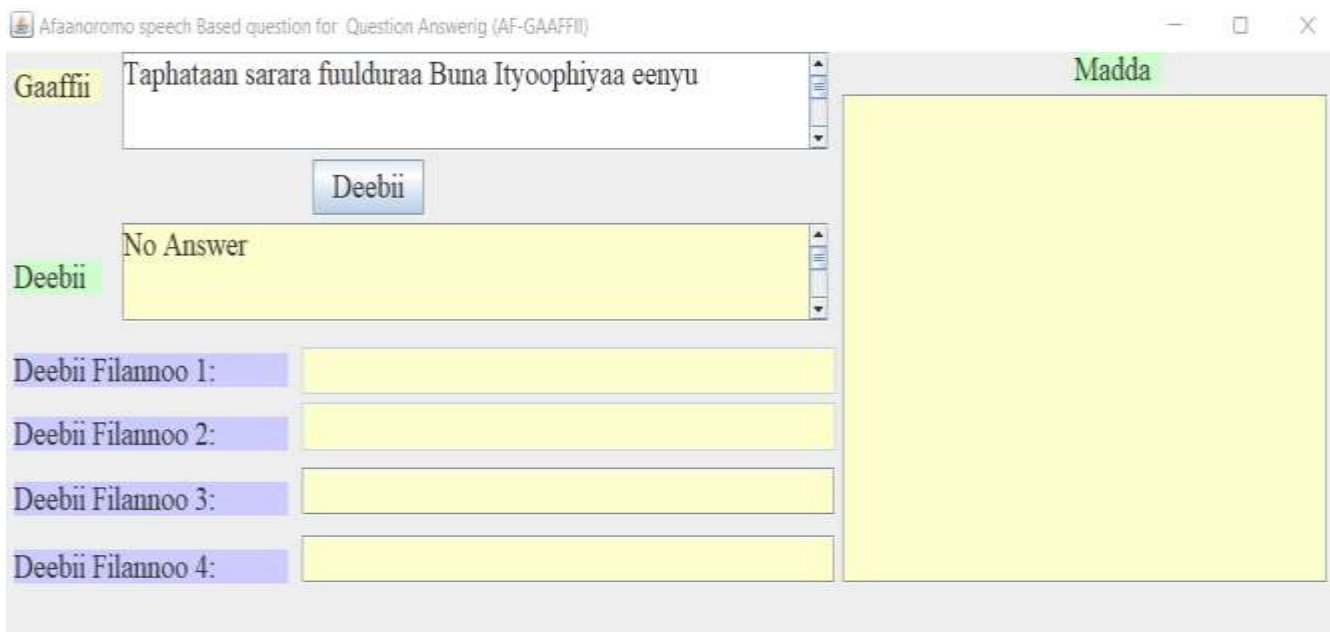 Afaanoromo speech Based question for Question Answerig (AF-GAAFFII)
Gaaffii
Taphataan sarara fuulduraa Buna Ityoophiyaa eenyu
Madda
Deebii
Deebii
No Answer
Deebii Filannoo 1:
Deebii Filannoo 2:
Deebii Filannoo 3:
Deebii Filannoo 4: